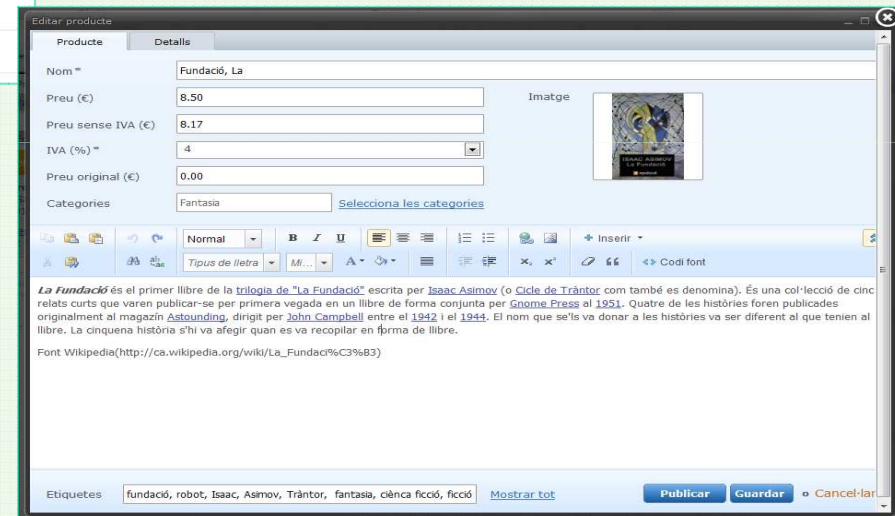 Editar producte
Producte Detalls
Nom * Fundació, La
Preu (€) 8.50 Imatge
Preu sense IVA (€) 8.17
IVA (%) * 4
ISAAC ASIMOV
La Fundació
Preu original (€) 0.00
Categories Fantasia Selecciona les categories
Normal B I U Inserir
Tipus de lletra Mi... A x₂ x² Codi font
La Fundació és el primer llibre de la trilogia de "La Fundació" escrita per Isaac Asimov (o Cicle de Tràntor com també es denomina). És una col·lecció de cinc
relats curts que varen publicar-se per primera vegada en un llibre de forma conjunta per Gnome Press al 1951. Quatre de les històries foren publicades
originalment al magazín Astounding, dirigit per John Campbell entre el 1942 i el 1944. El nom que se'ls va donar a les històries va ser diferent al que tenien al
llibre. La cinquena història s'hi va afegir quan es va recopilar en forma de llibre.
Font Wikipedia(http://ca.wikipedia.org/wiki/La_Fundaci%C3%B3)
Etiquetes fundació, robot, Isaac, Asimov, Tràntor, fantasia, ciènca ficció, ficció Mostrar tot Publicar Guardar o Cancel·lar